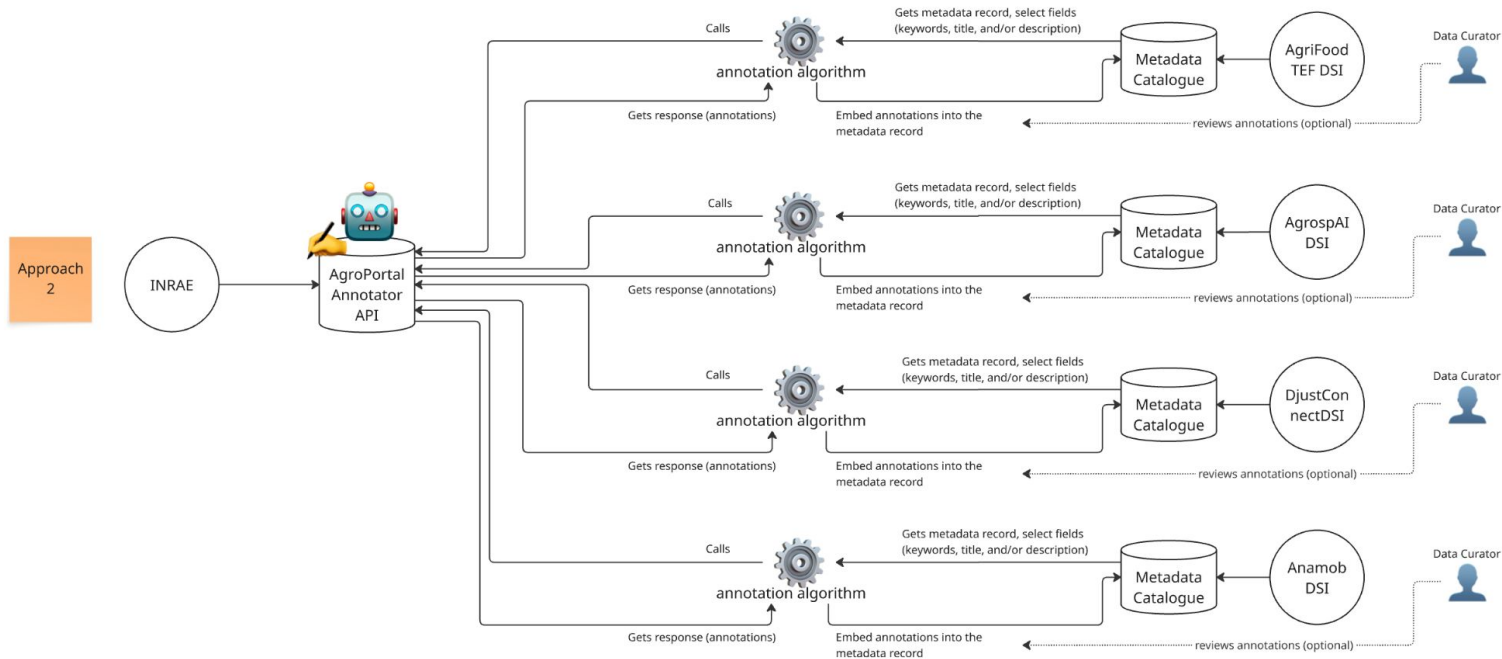 Approach
2
INRAE
AgroPortal
Annotator
API
Calls
Gets response (annotations)
annotation algorithm
Gets metadata record, select fields
(keywords, title, and/or description)
Embed annotations into the
metadata record
Metadata
Catalogue
AgriFood
TEF DSI
Data Curator
reviews annotations (optional)
Calls
Gets response (annotations)
annotation algorithm
Gets metadata record, select fields
(keywords, title, and/or description)
Embed annotations into the
metadata record
Metadata
Catalogue
AgrospAI
DSI
Data Curator
reviews annotations (optional)
Calls
Gets response (annotations)
annotation algorithm
Gets metadata record, select fields
(keywords, title, and/or description)
Embed annotations into the
metadata record
Metadata
Catalogue
DjustCon
nectDSI
Data Curator
reviews annotations (optional)
Calls
Gets response (annotations)
annotation algorithm
Gets metadata record, select fields
(keywords, title, and/or description)
Embed annotations into the
metadata record
Metadata
Catalogue
Anamob
DSI
Data Curator
reviews annotations (optional)